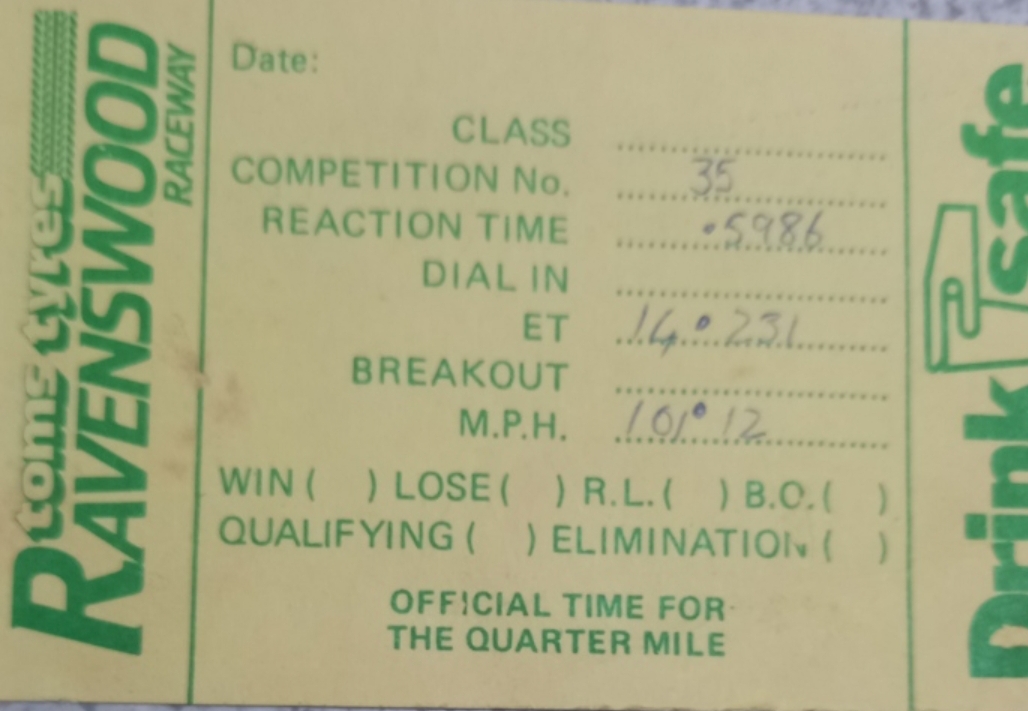 toms tyres
RAVENSWOOD
RACEWAY
Date:
CLASS
COMPETITION No. 35
REACTION TIME .5986
DIAL IN
ET 14.231
BREAKOUT
M.P.H. 101.12
WIN ( ) LOSE ( ) R.L. ( ) B.O. ( )
QUALIFYING ( ) ELIMINATION ( )
OFFICIAL TIME FOR
THE QUARTER MILE
Drink safe